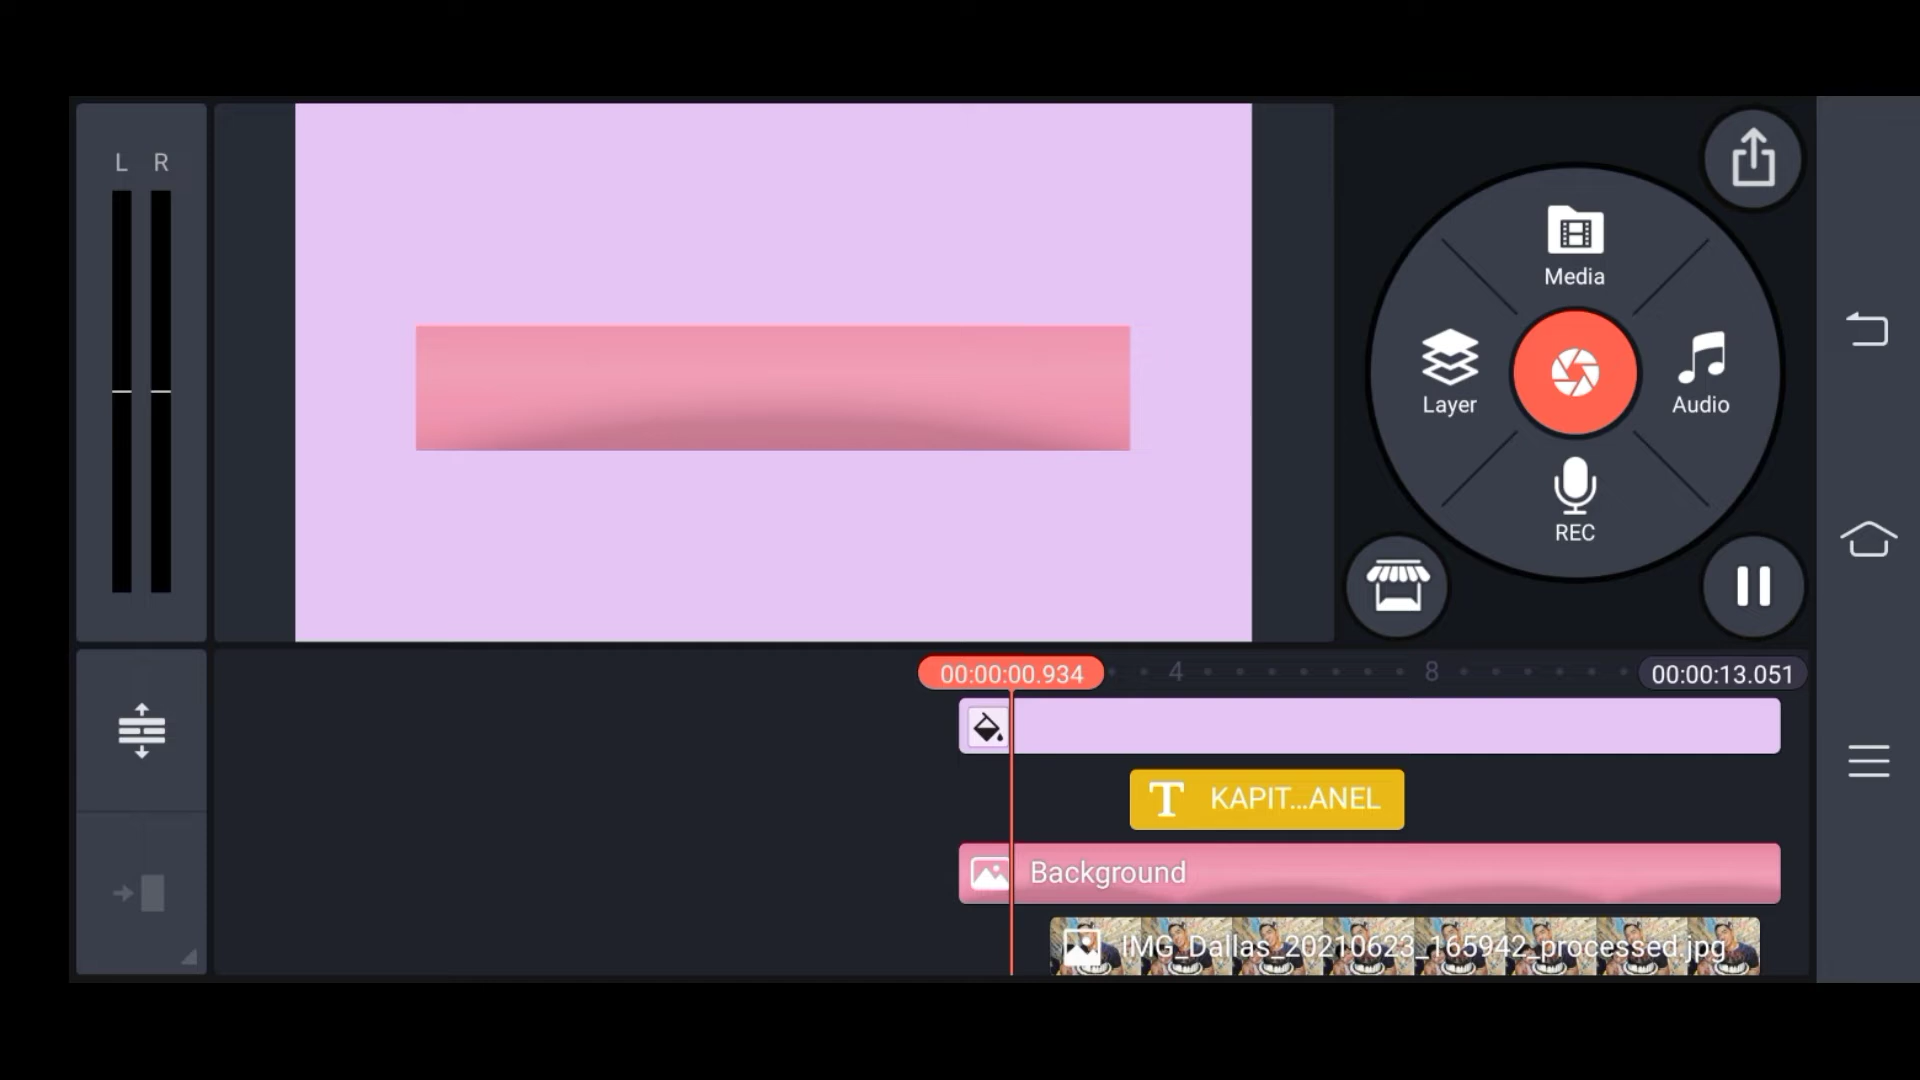 L R
Media
Layer
Audio
REC
00:00:00.934
4
8
00:00:13.051
T KAPIT...ANEL
Background
IMG_Dallas_20210623_165942_processed.jpg